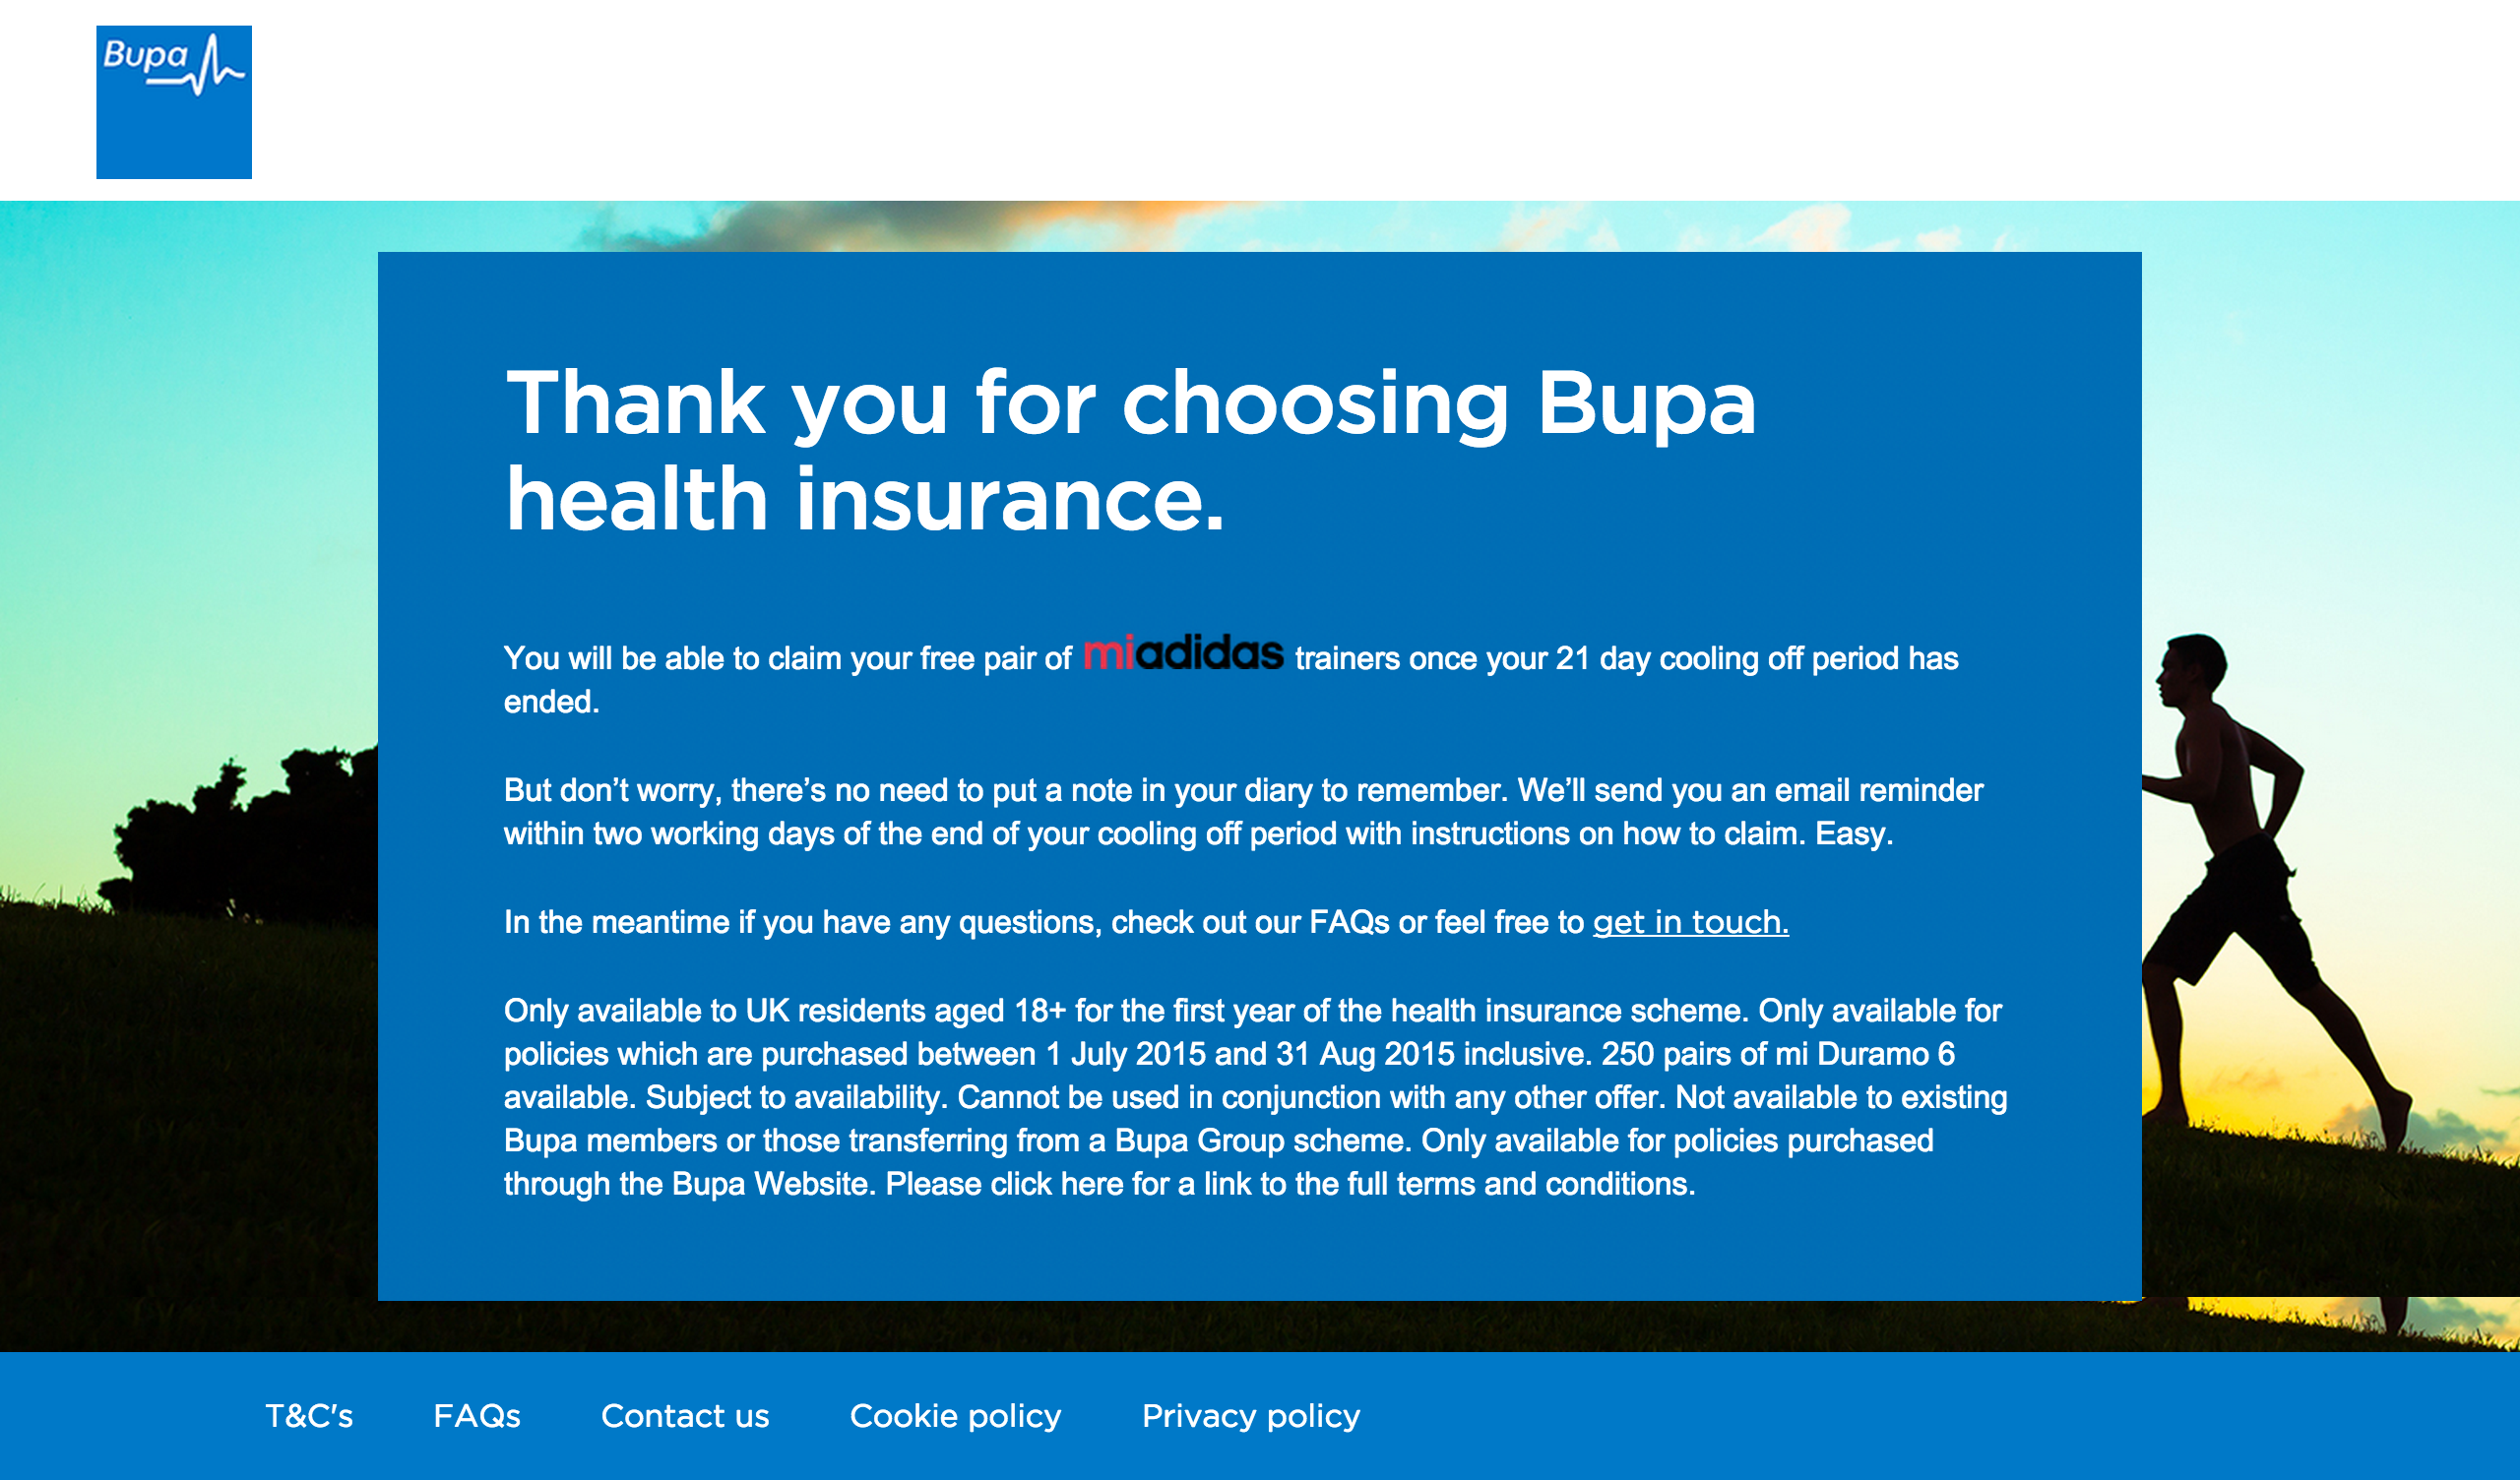 Bupa
Thank you for choosing Bupa
health insurance.
You will be able to claim your free pair of miadidas trainers once your 21 day cooling off period has
ended.
But don’t worry, there’s no need to put a note in your diary to remember. We’ll send you an email reminder
within two working days of the end of your cooling off period with instructions on how to claim. Easy.
In the meantime if you have any questions, check out our FAQs or feel free to get in touch.
Only available to UK residents aged 18+ for the first year of the health insurance scheme. Only available for
policies which are purchased between 1 July 2015 and 31 Aug 2015 inclusive. 250 pairs of mi Duramo 6
available. Subject to availability. Cannot be used in conjunction with any other offer. Not available to existing
Bupa members or those transferring from a Bupa Group scheme. Only available for policies purchased
through the Bupa Website. Please click here for a link to the full terms and conditions.
T&C's FAQs Contact us Cookie policy Privacy policy